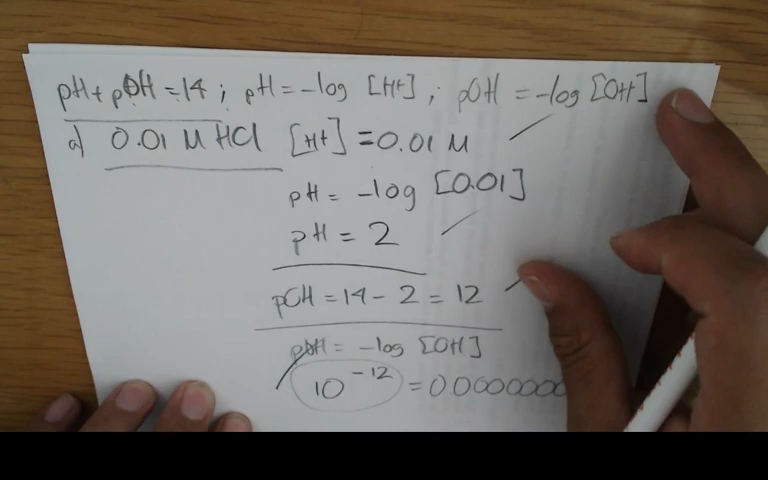 pH + pOH = 14 ; pH = -log [H+] ; pOH = -log [OH]
a) 0.01 M HCl [H+] = 0.01 M
pH = -log [0.01]
pH = 2
pOH = 14 - 2 = 12
pOH = -log [OH]
10^-12 = 0.0000000